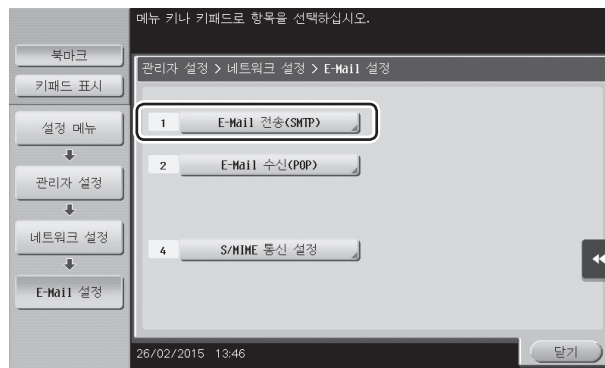 메뉴 키나 키패드로 항목을 선택하십시오.
북마크
키패드 표시
설정 메뉴
관리자 설정
네트워크 설정
E-Mail 설정
관리자 설정 > 네트워크 설정 > E-Mail 설정
1 E-Mail 전송(SMTP)
2 E-Mail 수신(POP)
4 S/MIME 통신 설정
26/02/2015 13:46
닫기